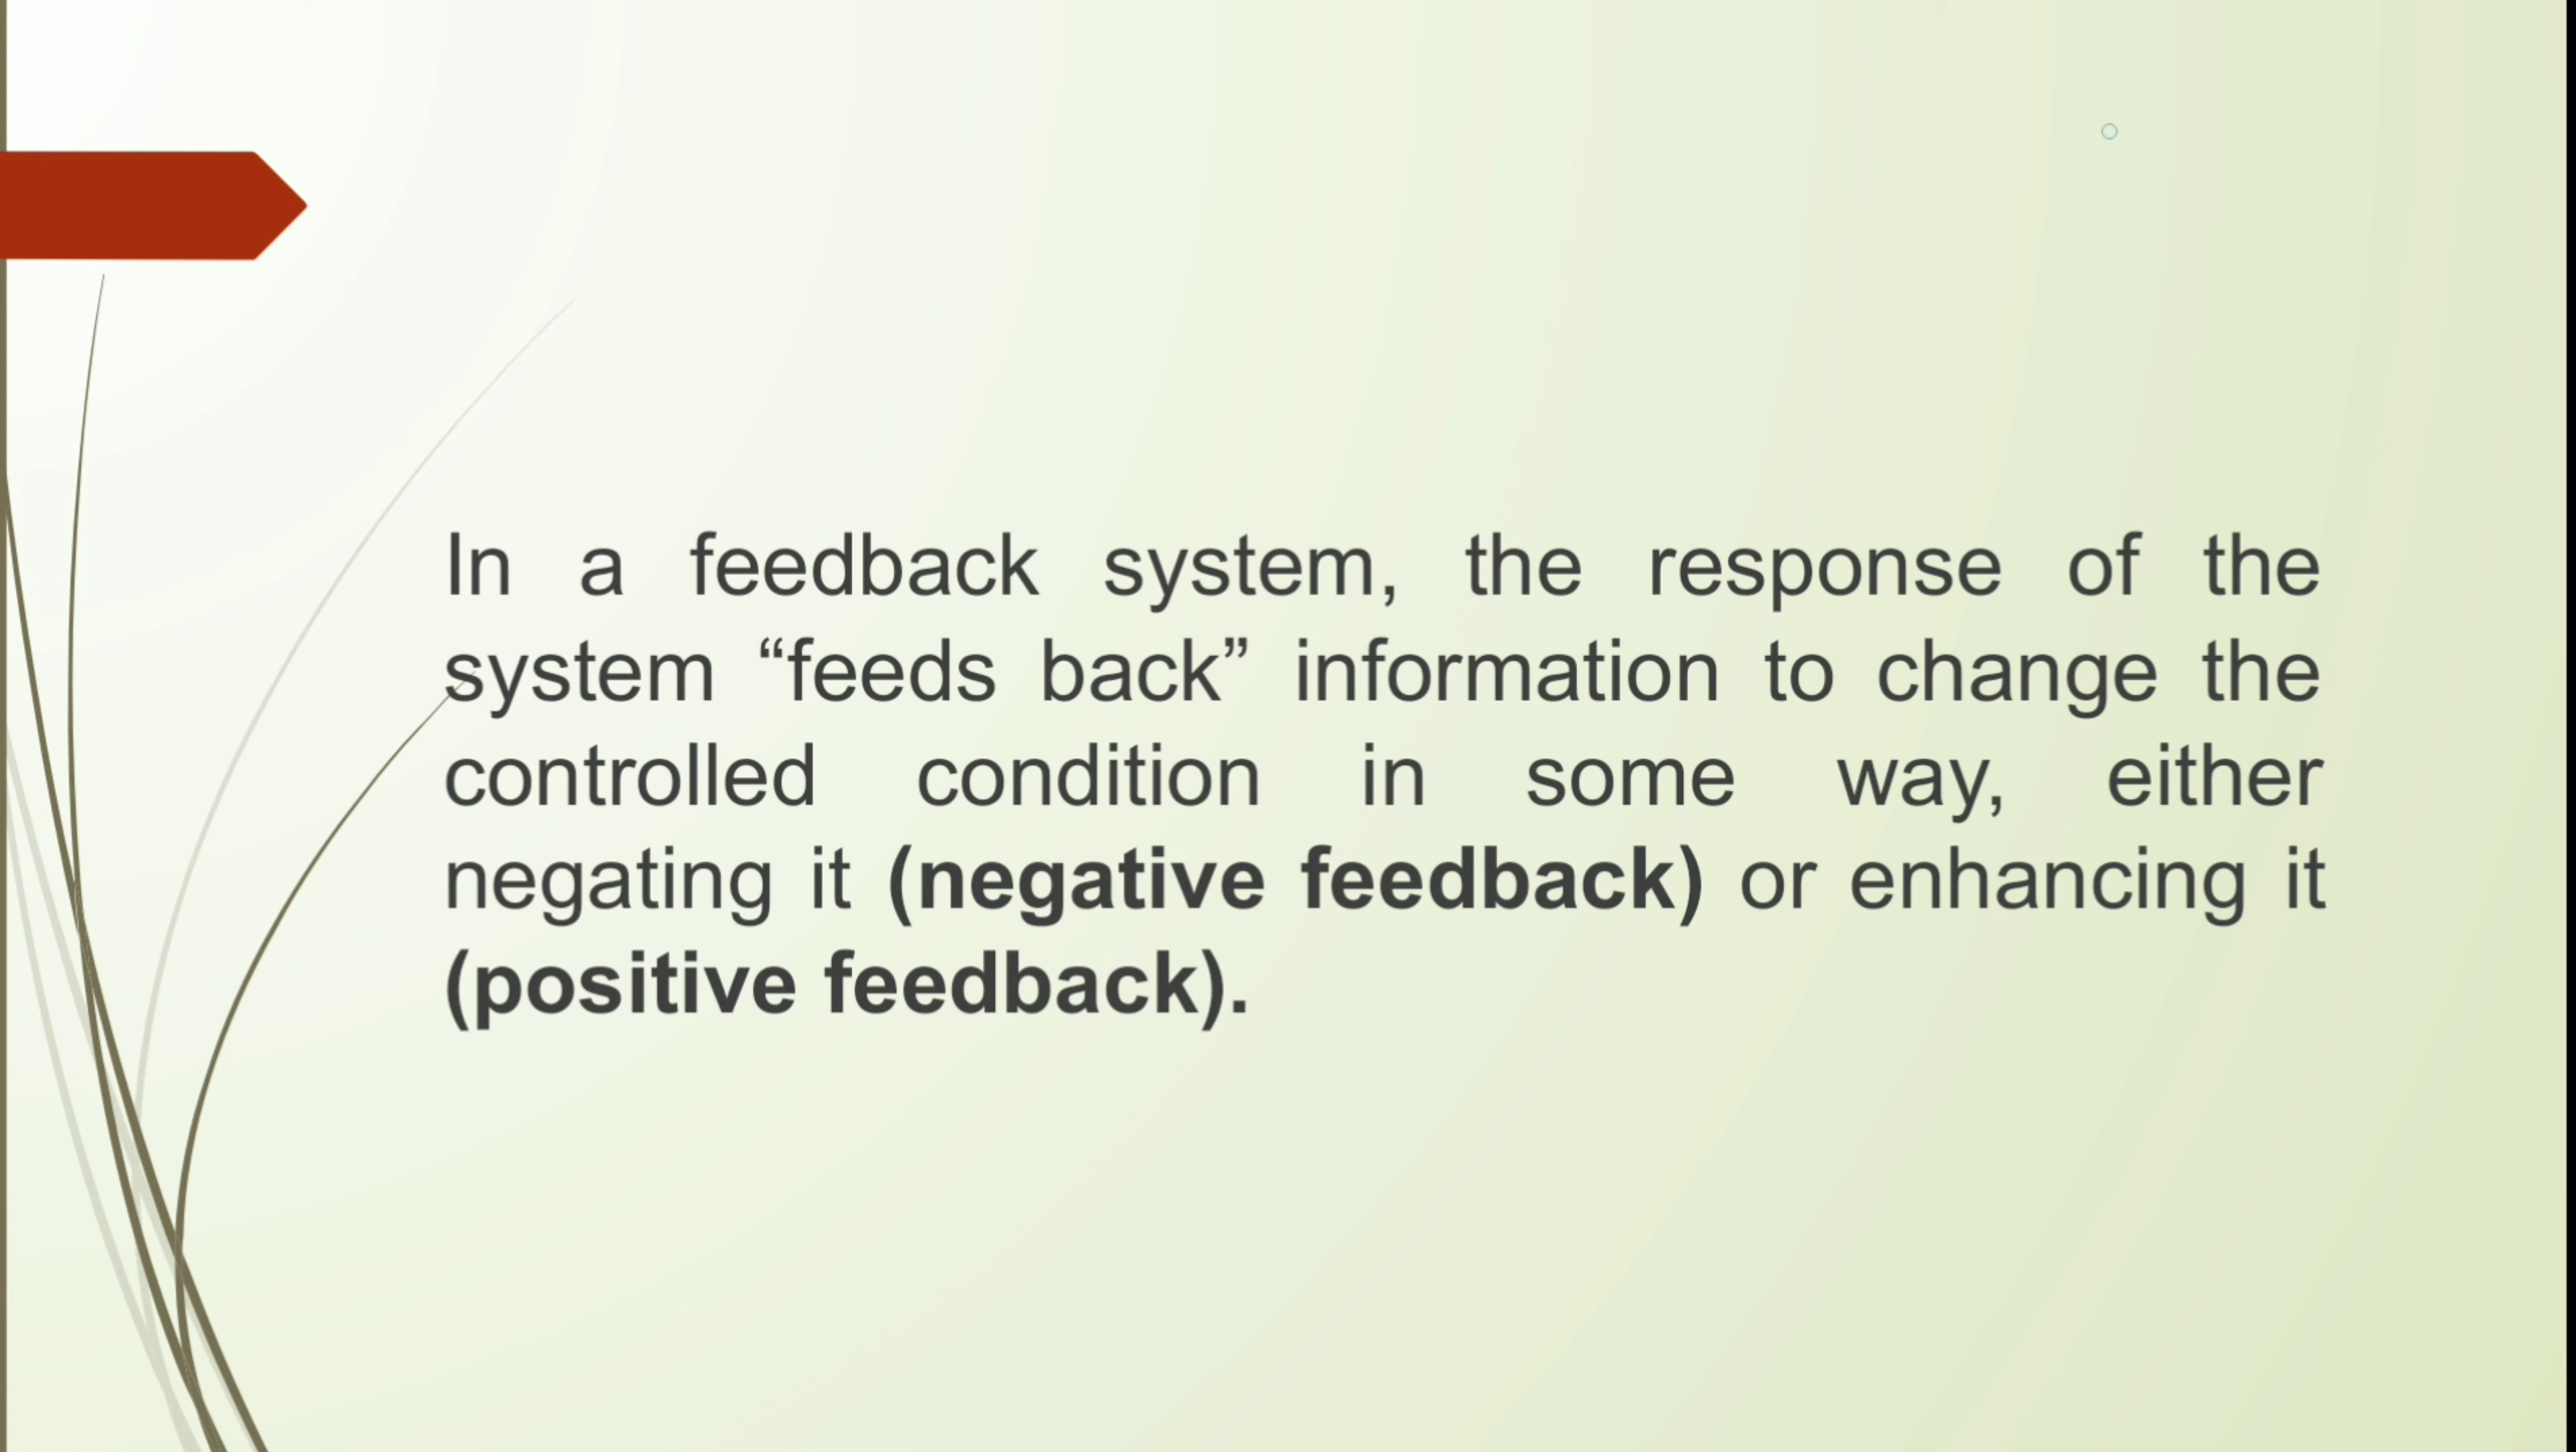 In a feedback system, the response of the
system “feeds back” information to change the
controlled condition in some way, either
negating it (negative feedback) or enhancing it
(positive feedback).